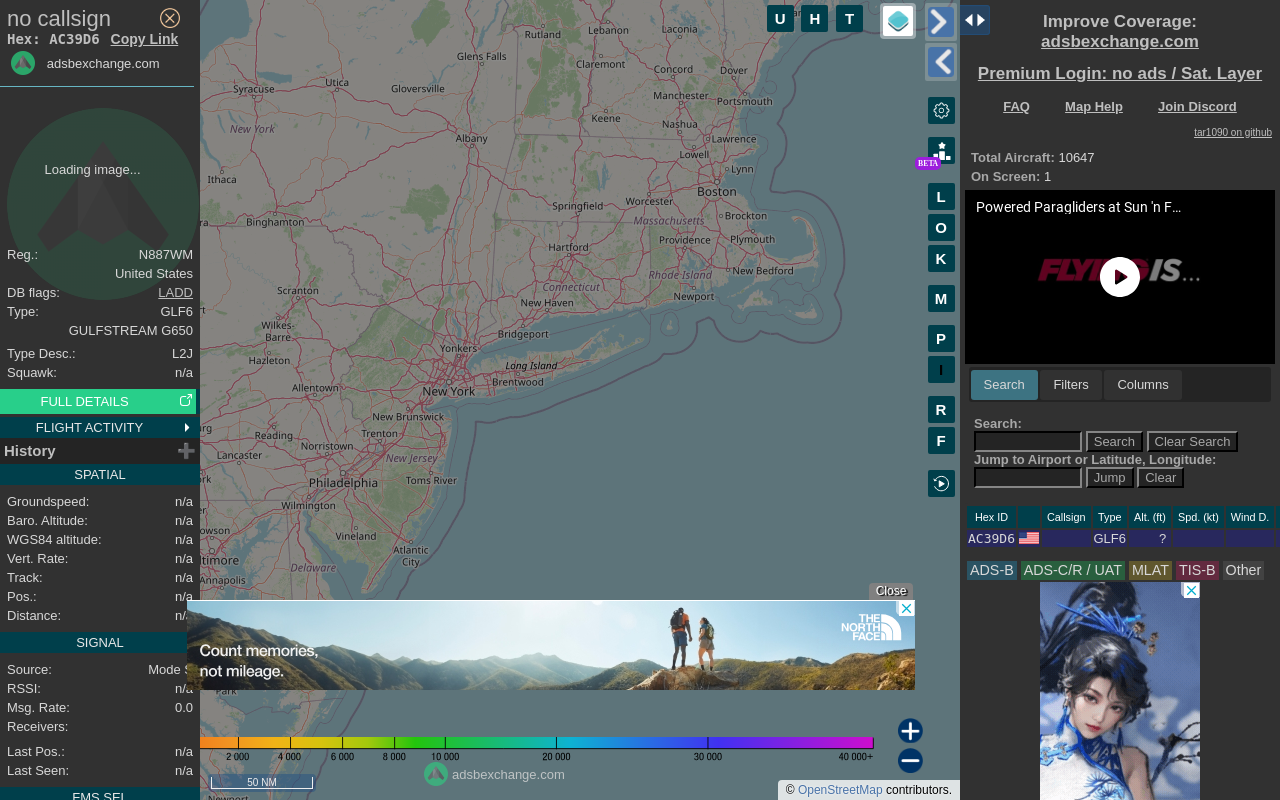 no callsign
Hex: AC39D6 Copy Link
adsbexchange.com
Loading image...
Reg.: N887WM
United States
DB flags: LADD
Type: GLF6
GULFSTREAM G650
Type Desc.: L2J
Squawk: n/a
FULL DETAILS
FLIGHT ACTIVITY
History
SPATIAL
Groundspeed: n/a
Baro. Altitude: n/a
WGS84 altitude: n/a
Vert. Rate: n/a
Track: n/a
Pos.: n/a
Distance:
SIGNAL
Source: Mode
RSSI: n/a
Msg. Rate: 0.0
Receivers:
Last Pos.: n/a
Last Seen: n/a
FMS SEL
U H T
Rutland
Lebanon
Laconia
Glens Falls
Claremont
Utica
Gloversville
Concord
Dover
Syracuse
Manchester
Portsmouth
Keene
New York
Nashua
Albany
Lawrence
Lowell
Lynn
Ithaca
Boston
Springfield
Worcester
Binghamton
Massachusetts
Brockton
Hartford
Providence
Plymouth
Rhode Island
New Bedford
Scranton
Connecticut
New Haven
Newport
Wilkes-
Barre
Bridgeport
Yonkers
Hazleton
Long Island
Allentown
New York
Brentwood
New Brunswick
Reading
Trenton
Norristown
Lancaster
New Jersey
Philadelphia
Toms River
Wilmington
Vineland
Atlantic
City
Delaware
Annapolis
BETA
L
O
K
M
P
I
R
F
Close
Count memories,
not mileage.
THE
NORTH
FACE
Park
2 000 4 000 6 000 8 000 10 000 20 000 30 000 40 000+
adsbexchange.com
50 NM
Newport
© OpenStreetMap contributors.
Improve Coverage:
adsbexchange.com
Premium Login: no ads / Sat. Layer
FAQ Map Help Join Discord
tar1090 on github
Total Aircraft: 10647
On Screen: 1
Powered Paragliders at Sun 'n F...
FLYING IS...
Search Filters Columns
Search:
Search Clear Search
Jump to Airport or Latitude, Longitude:
Jump Clear
Hex ID Callsign Type Alt. (ft) Spd. (kt) Wind D.
AC39D6 GLF6 ?
ADS-B ADS-C/R / UAT MLAT TIS-B Other